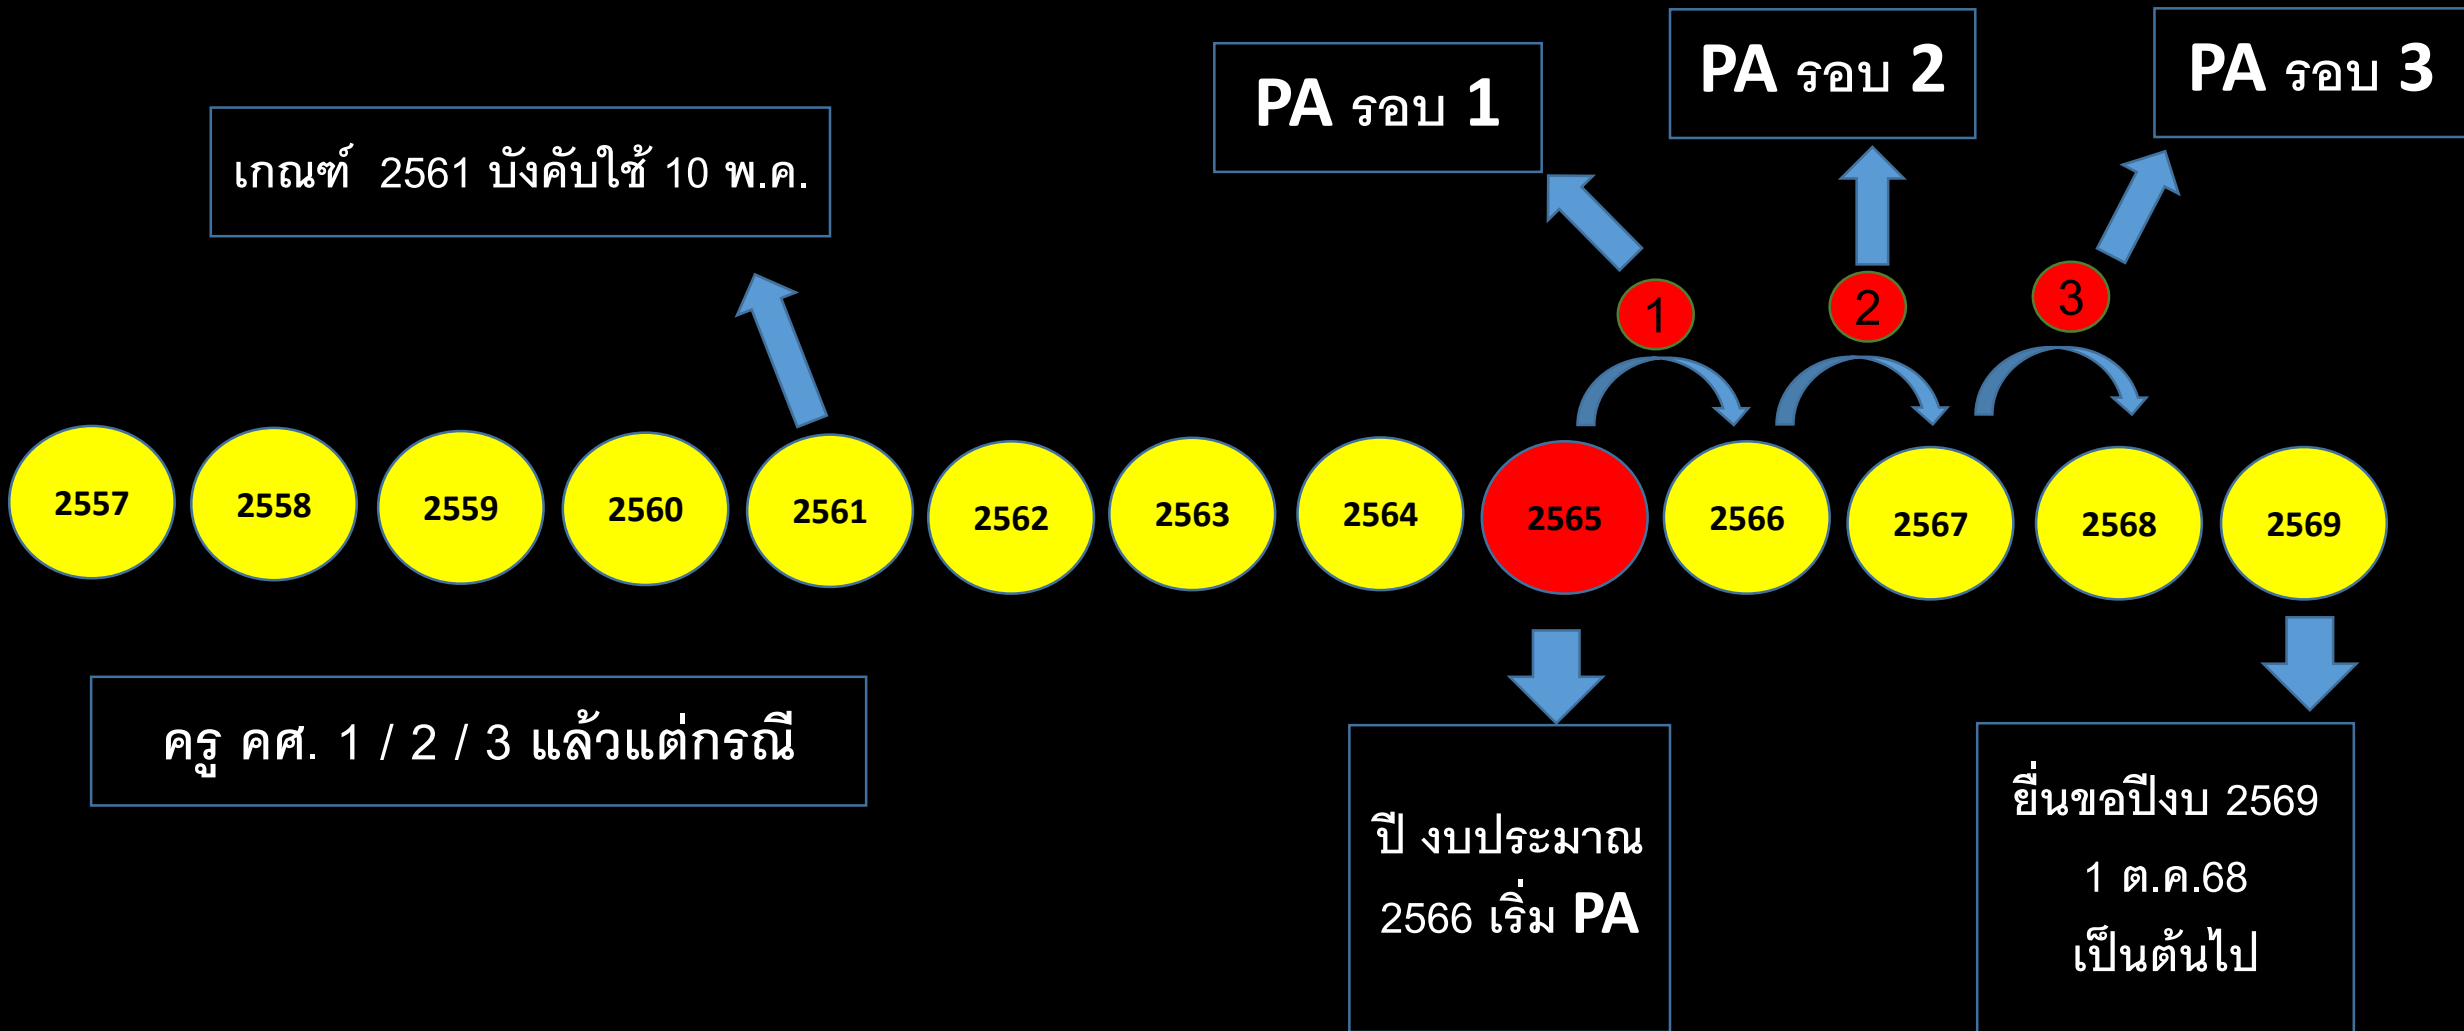 PA รอบ 1
PA รอบ 2
PA รอบ 3
เกณฑ์ 2561 บังคับใช้ 10 พ.ค.
1
2
3
2557
2558
2559
2560
2561
2562
2563
2564
2565
2566
2567
2568
2569
ครู คศ. 1 / 2 / 3 แล้วแต่กรณี
ปี งบประมาณ
2566 เริ่ม PA
ยื่นขอปีงบ 2569
1 ต.ค.68
เป็นต้นไป